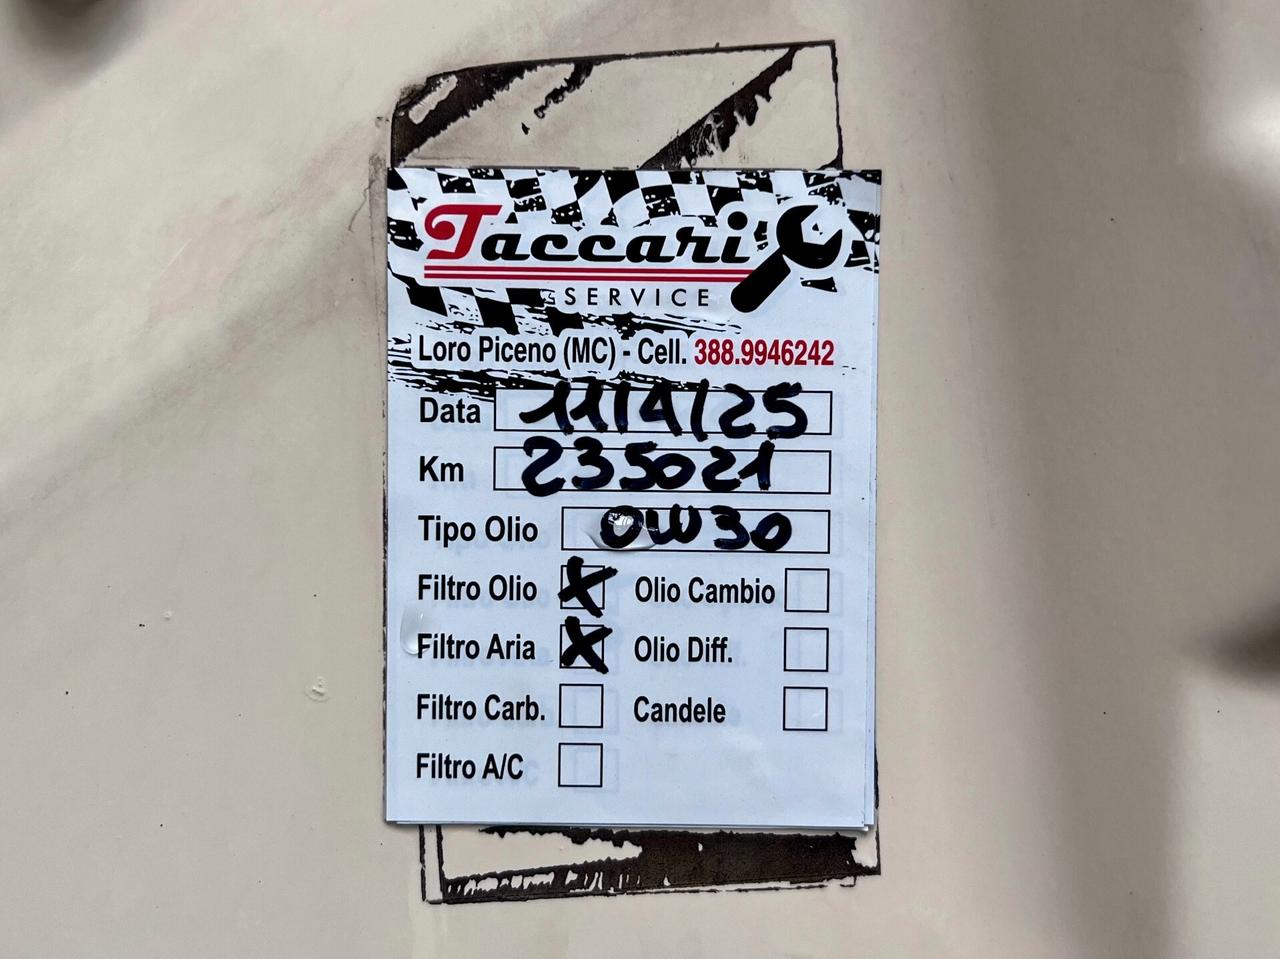 Taccari
SERVICE
Loro Piceno (MC) - Cell. 388.9946242
Data 11/4/25
Km 235021
Tipo Olio 0W30
Filtro Olio X Olio Cambio
Filtro Aria X Olio Diff.
Filtro Carb. Candele
Filtro A/C